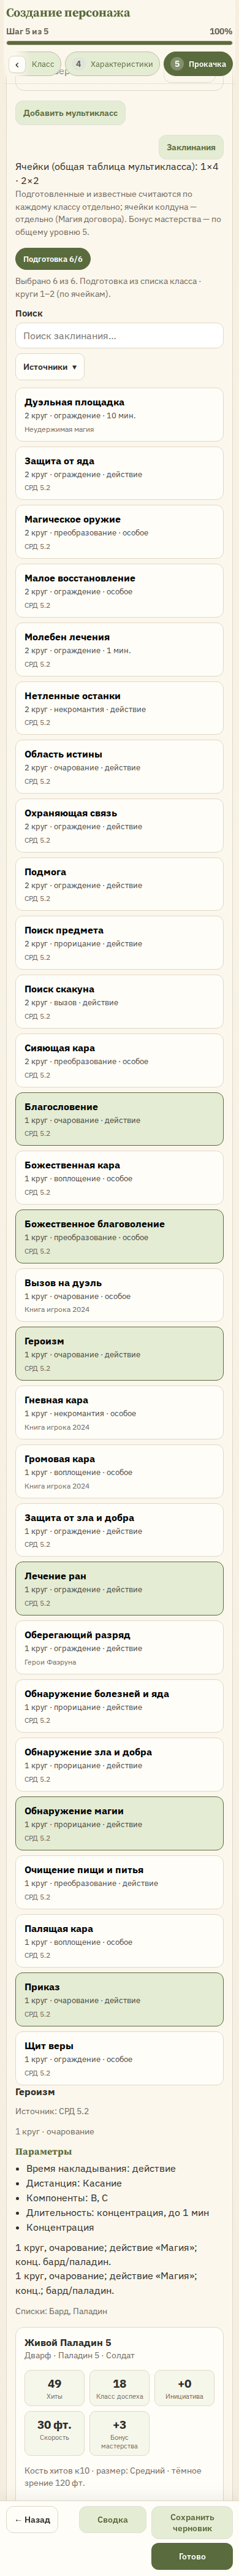 Создание персонажа
Шаг 5 из 5
100%
‹
Класс
4 Характеристики
5 Прокачка
Добавить мультикласс
Заклинания
Ячейки (общая таблица мультикласса): 1×4
· 2×2
Подготовленные и известные считаются по
каждому классу отдельно; ячейки колдуна —
отдельно (Магия договора). Бонус мастерства — по
общему уровню 5.
Подготовка 6/6
Выбрано 6 из 6. Подготовка из списка класса ·
круги 1–2 (по ячейкам).
Поиск
Поиск заклинания...
Источники ▾
Дуэльная площадка
2 круг · ограждение · 10 мин.
Неудержимая магия
Защита от яда
2 круг · ограждение · действие
СРД 5.2
Магическое оружие
2 круг · преобразование · особое
СРД 5.2
Малое восстановление
2 круг · ограждение · особое
СРД 5.2
Молебен лечения
2 круг · ограждение · 1 мин.
СРД 5.2
Нетленные останки
2 круг · некромантия · действие
СРД 5.2
Область истины
2 круг · очарование · действие
СРД 5.2
Охраняющая связь
2 круг · ограждение · действие
СРД 5.2
Подмога
2 круг · ограждение · действие
СРД 5.2
Поиск предмета
2 круг · прорицание · действие
СРД 5.2
Поиск скакуна
2 круг · вызов · действие
СРД 5.2
Сияющая кара
2 круг · преобразование · особое
СРД 5.2
Благословение
1 круг · очарование · действие
СРД 5.2
Божественная кара
1 круг · воплощение · особое
СРД 5.2
Божественное благоволение
1 круг · преобразование · особое
СРД 5.2
Вызов на дуэль
1 круг · очарование · особое
Книга игрока 2024
Героизм
1 круг · очарование · действие
СРД 5.2
Гневная кара
1 круг · некромантия · особое
Книга игрока 2024
Громовая кара
1 круг · воплощение · особое
Книга игрока 2024
Защита от зла и добра
1 круг · ограждение · действие
СРД 5.2
Лечение ран
1 круг · ограждение · действие
СРД 5.2
Оберегающий разряд
1 круг · ограждение · действие
Герои Фаэруна
Обнаружение болезней и яда
1 круг · прорицание · действие
СРД 5.2
Обнаружение зла и добра
1 круг · прорицание · действие
СРД 5.2
Обнаружение магии
1 круг · прорицание · действие
СРД 5.2
Очищение пищи и питья
1 круг · преобразование · действие
СРД 5.2
Палящая кара
1 круг · воплощение · особое
СРД 5.2
Приказ
1 круг · очарование · действие
СРД 5.2
Щит веры
1 круг · ограждение · особое
СРД 5.2
Героизм
Источник: СРД 5.2
1 круг · очарование
Параметры
• Время накладывания: действие
• Дистанция: Касание
• Компоненты: В, С
• Длительность: концентрация, до 1 мин
• Концентрация
1 круг, очарование; действие «Магия»;
конц. бард/паладин.
1 круг, очарование; действие «Магия»;
конц.; бард/паладин.
Списки: Бард, Паладин
Живой Паладин 5
Дварф · Паладин 5 · Солдат
49
Хиты
18
Класс доспеха
+0
Инициатива
30 фт.
Скорость
+3
Бонус
мастерства
Кость хитов к10 · размер: Средний · тёмное
зрение 120 фт.
← Назад
Сводка
Сохранить
черновик
Готово